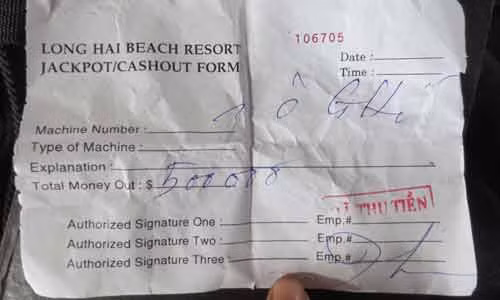 LONG HAI BEACH RESORT
JACKPOT/CASHOUT FORM
106705
Date :
Time :
Machine Number :
Type of Machine :
Explanation :
Total Money Out : $ 500000
THU TIỀN
Authorized Signature One : Emp.#
Authorized Signature Two : Emp.#
Authorized Signature Three : Emp.#